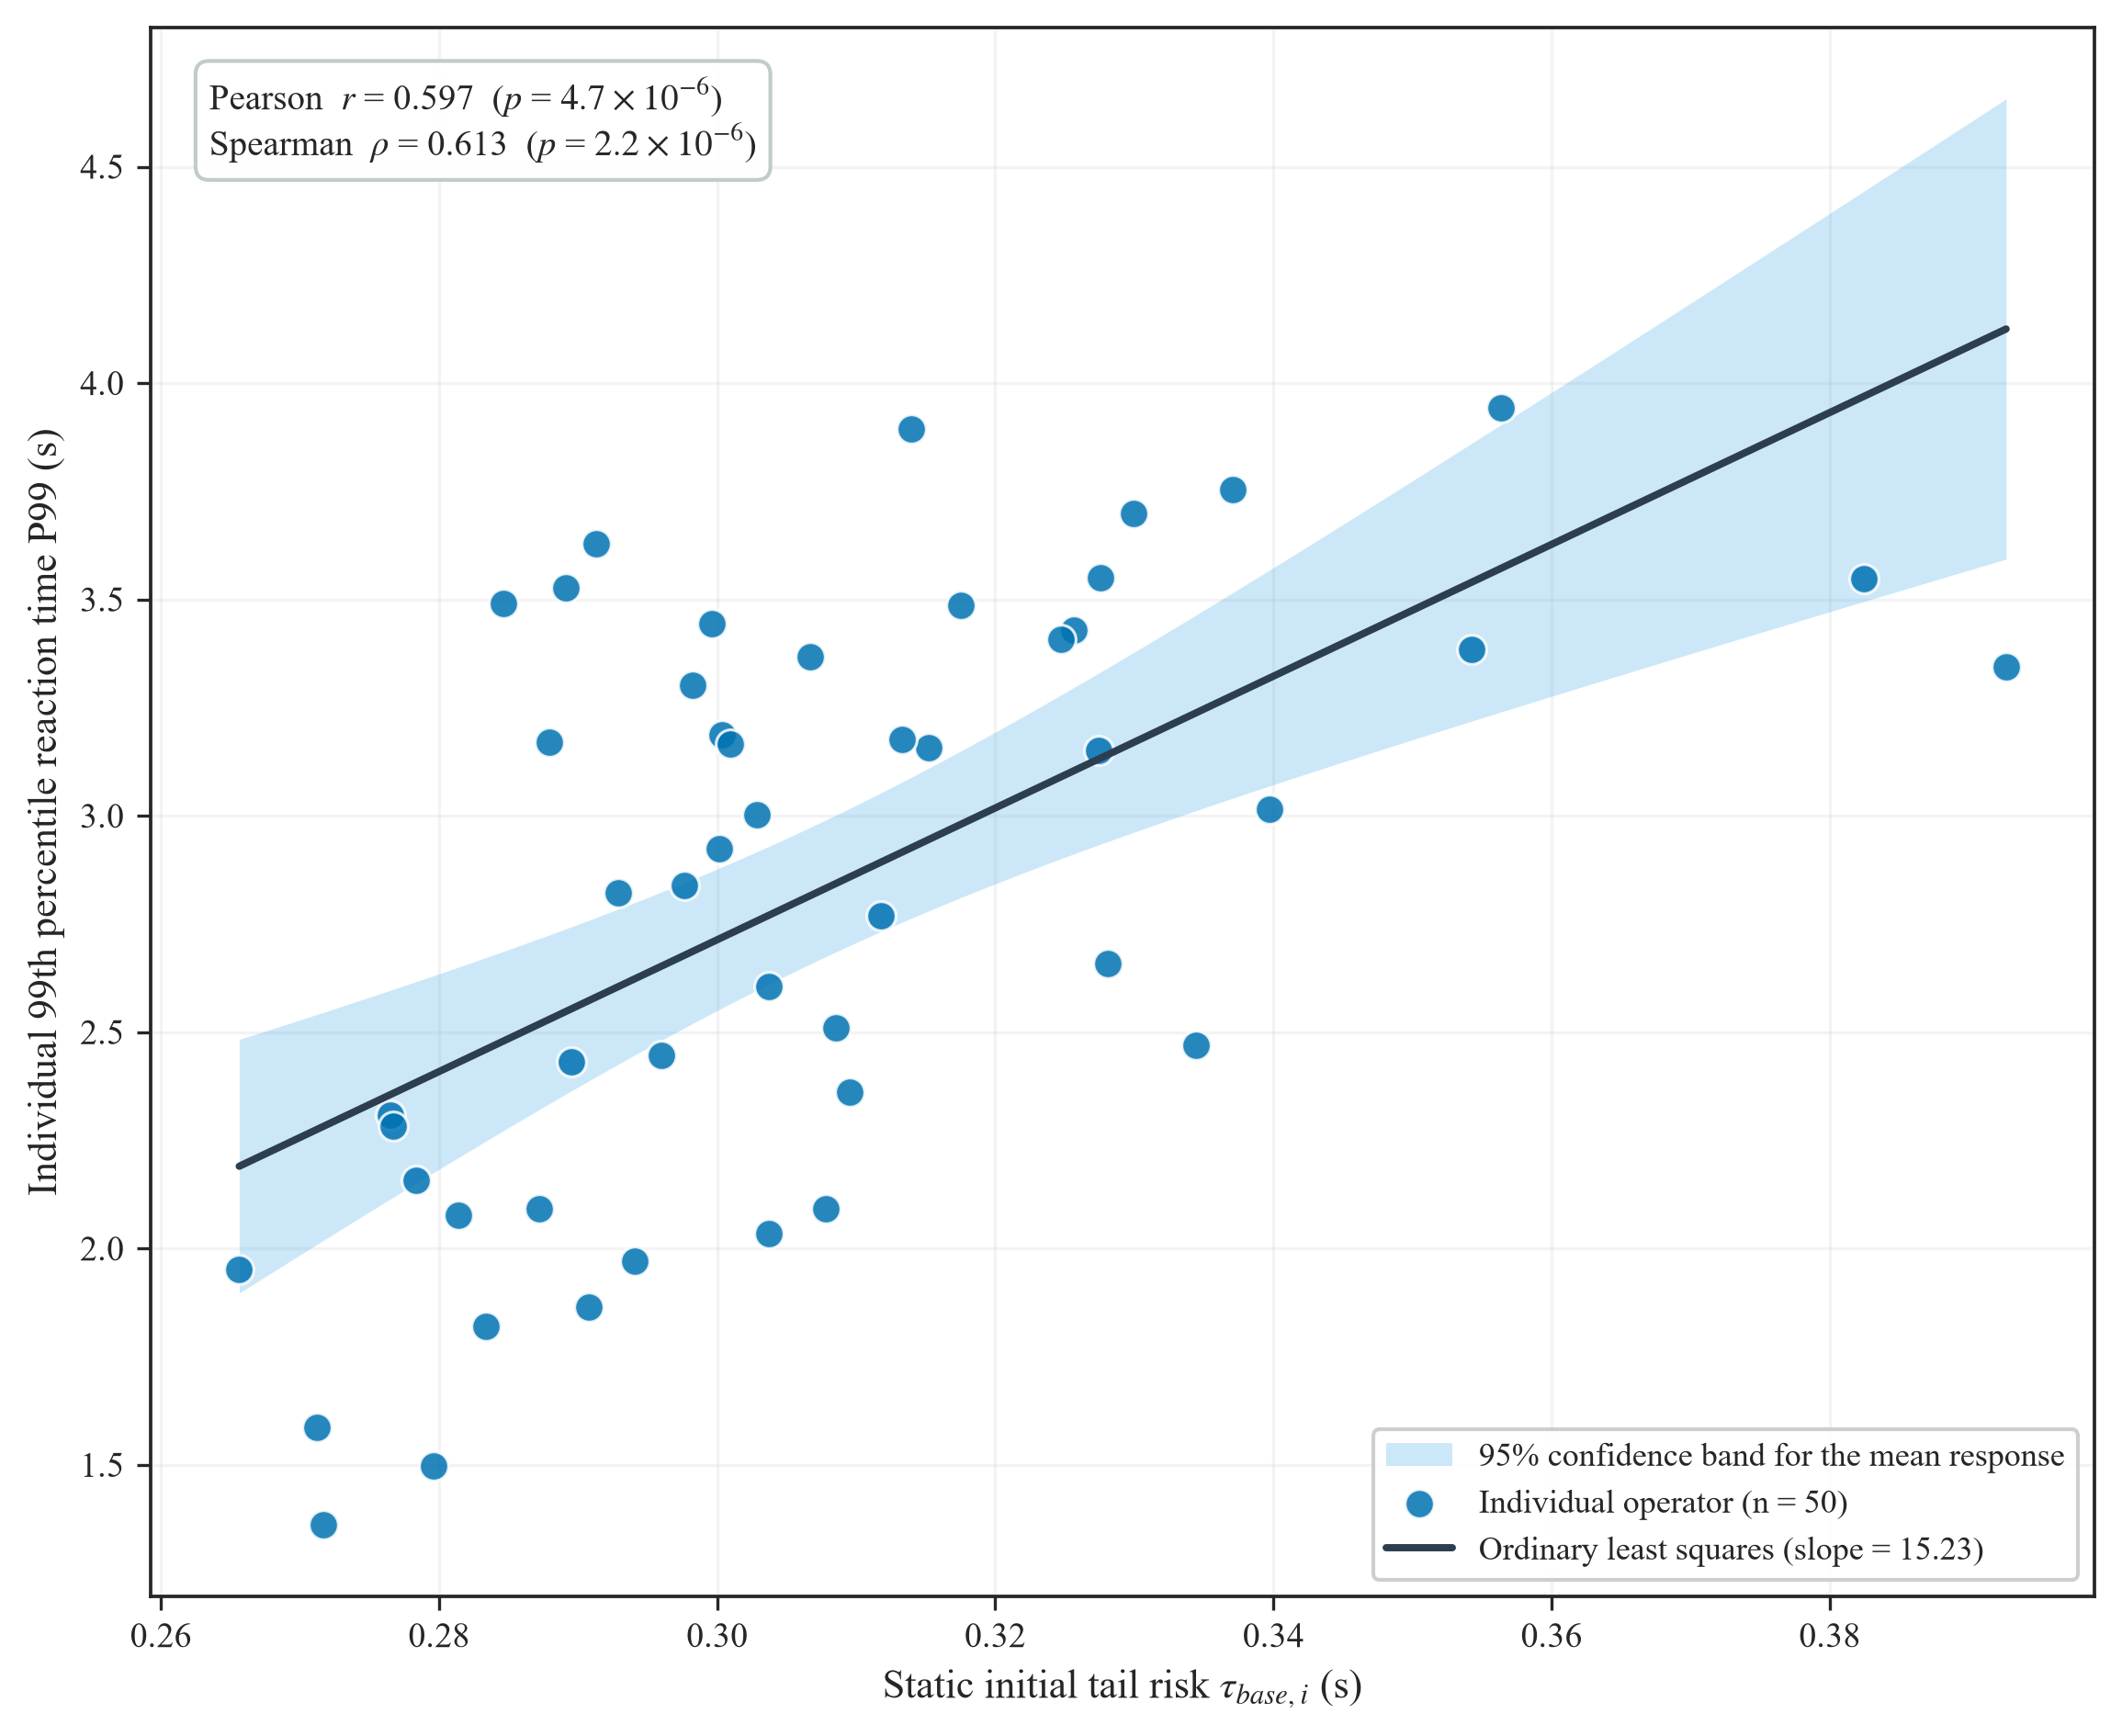 Pearson r = 0.597 (p = 4.7 × 10⁻⁶)
Spearman ρ = 0.613 (p = 2.2 × 10⁻⁶)
Individual 99th percentile reaction time P99 (s)
4.5
4.0
3.5
3.0
2.5
2.0
1.5
95% confidence band for the mean response
Individual operator (n = 50)
Ordinary least squares (slope = 15.23)
0.26 0.28 0.30 0.32 0.34 0.36 0.38
Static initial tail risk τ_base, i (s)